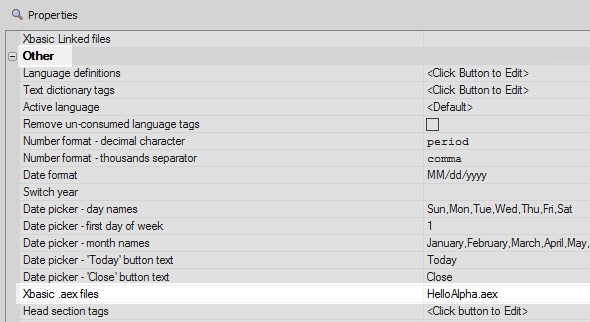 Properties
Xbasic Linked files
Other
Language definitions <Click Button to Edit>
Text dictionary tags <Click Button to Edit>
Active language <Default>
Remove un-consumed language tags
Number format - decimal character period
Number format - thousands separator comma
Date format MM/dd/yyyy
Switch year
Date picker - day names Sun,Mon,Tue,Wed,Thu,Fri,Sat
Date picker - first day of week 1
Date picker - month names January,February,March,April,May,
Date picker - 'Today' button text Today
Date picker - 'Close' button text Close
Xbasic .aex files HelloAlpha.aex
Head section tags <Click button to Edit>